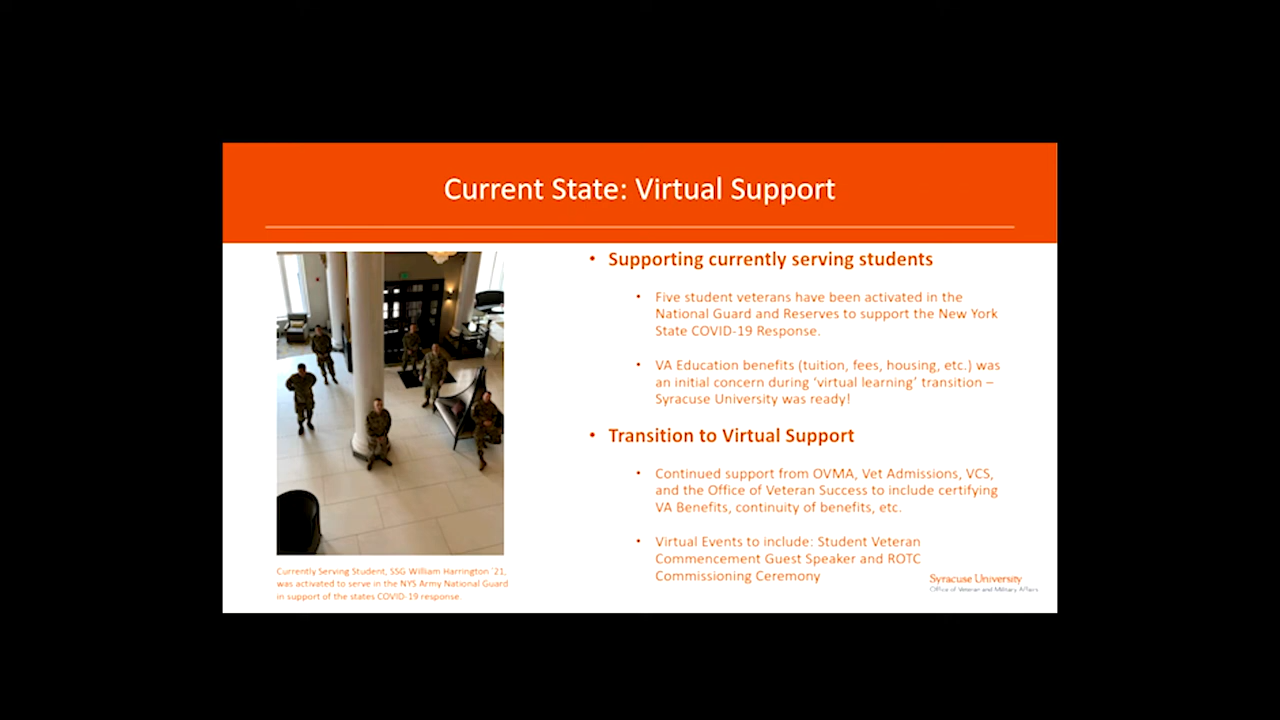 Current State: Virtual Support
• Supporting currently serving students
• Five student veterans have been activated in the
National Guard and Reserves to support the New York
State COVID-19 Response.
• VA Education benefits (tuition, fees, housing, etc.) was
an initial concern during ‘virtual learning’ transition –
Syracuse University was ready!
• Transition to Virtual Support
• Continued support from OVMA, Vet Admissions, VCS,
and the Office of Veteran Success to include certifying
VA Benefits, continuity of benefits, etc.
• Virtual Events to include: Student Veteran
Commencement Guest Speaker and ROTC
Commissioning Ceremony
Currently Serving Student, SSG William Harrington ‘21,
was activated to serve in the NYS Army National Guard
in support of the states COVID-19 response.
Syracuse University
Office of Veteran and Military Affairs